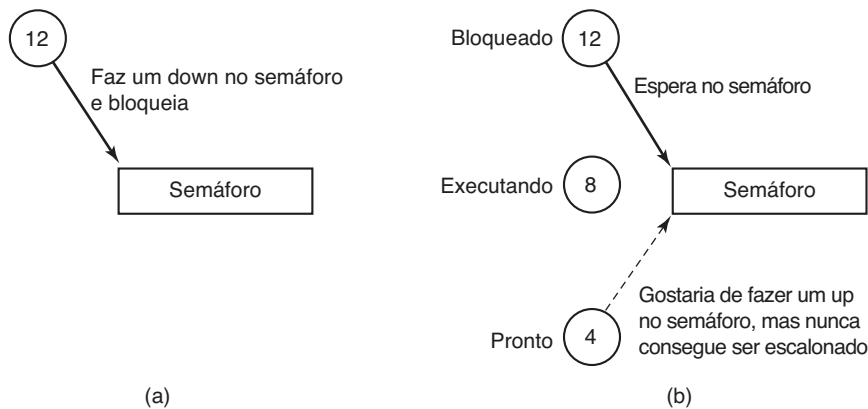 12
Faz um down no semáforo
e bloqueia
Semáforo
(a)
Bloqueado
12
Espera no semáforo
Executando
8
Semáforo
Gostaria de fazer um up
no semáforo, mas nunca
consegue ser escalonado
Pronto
4
(b)